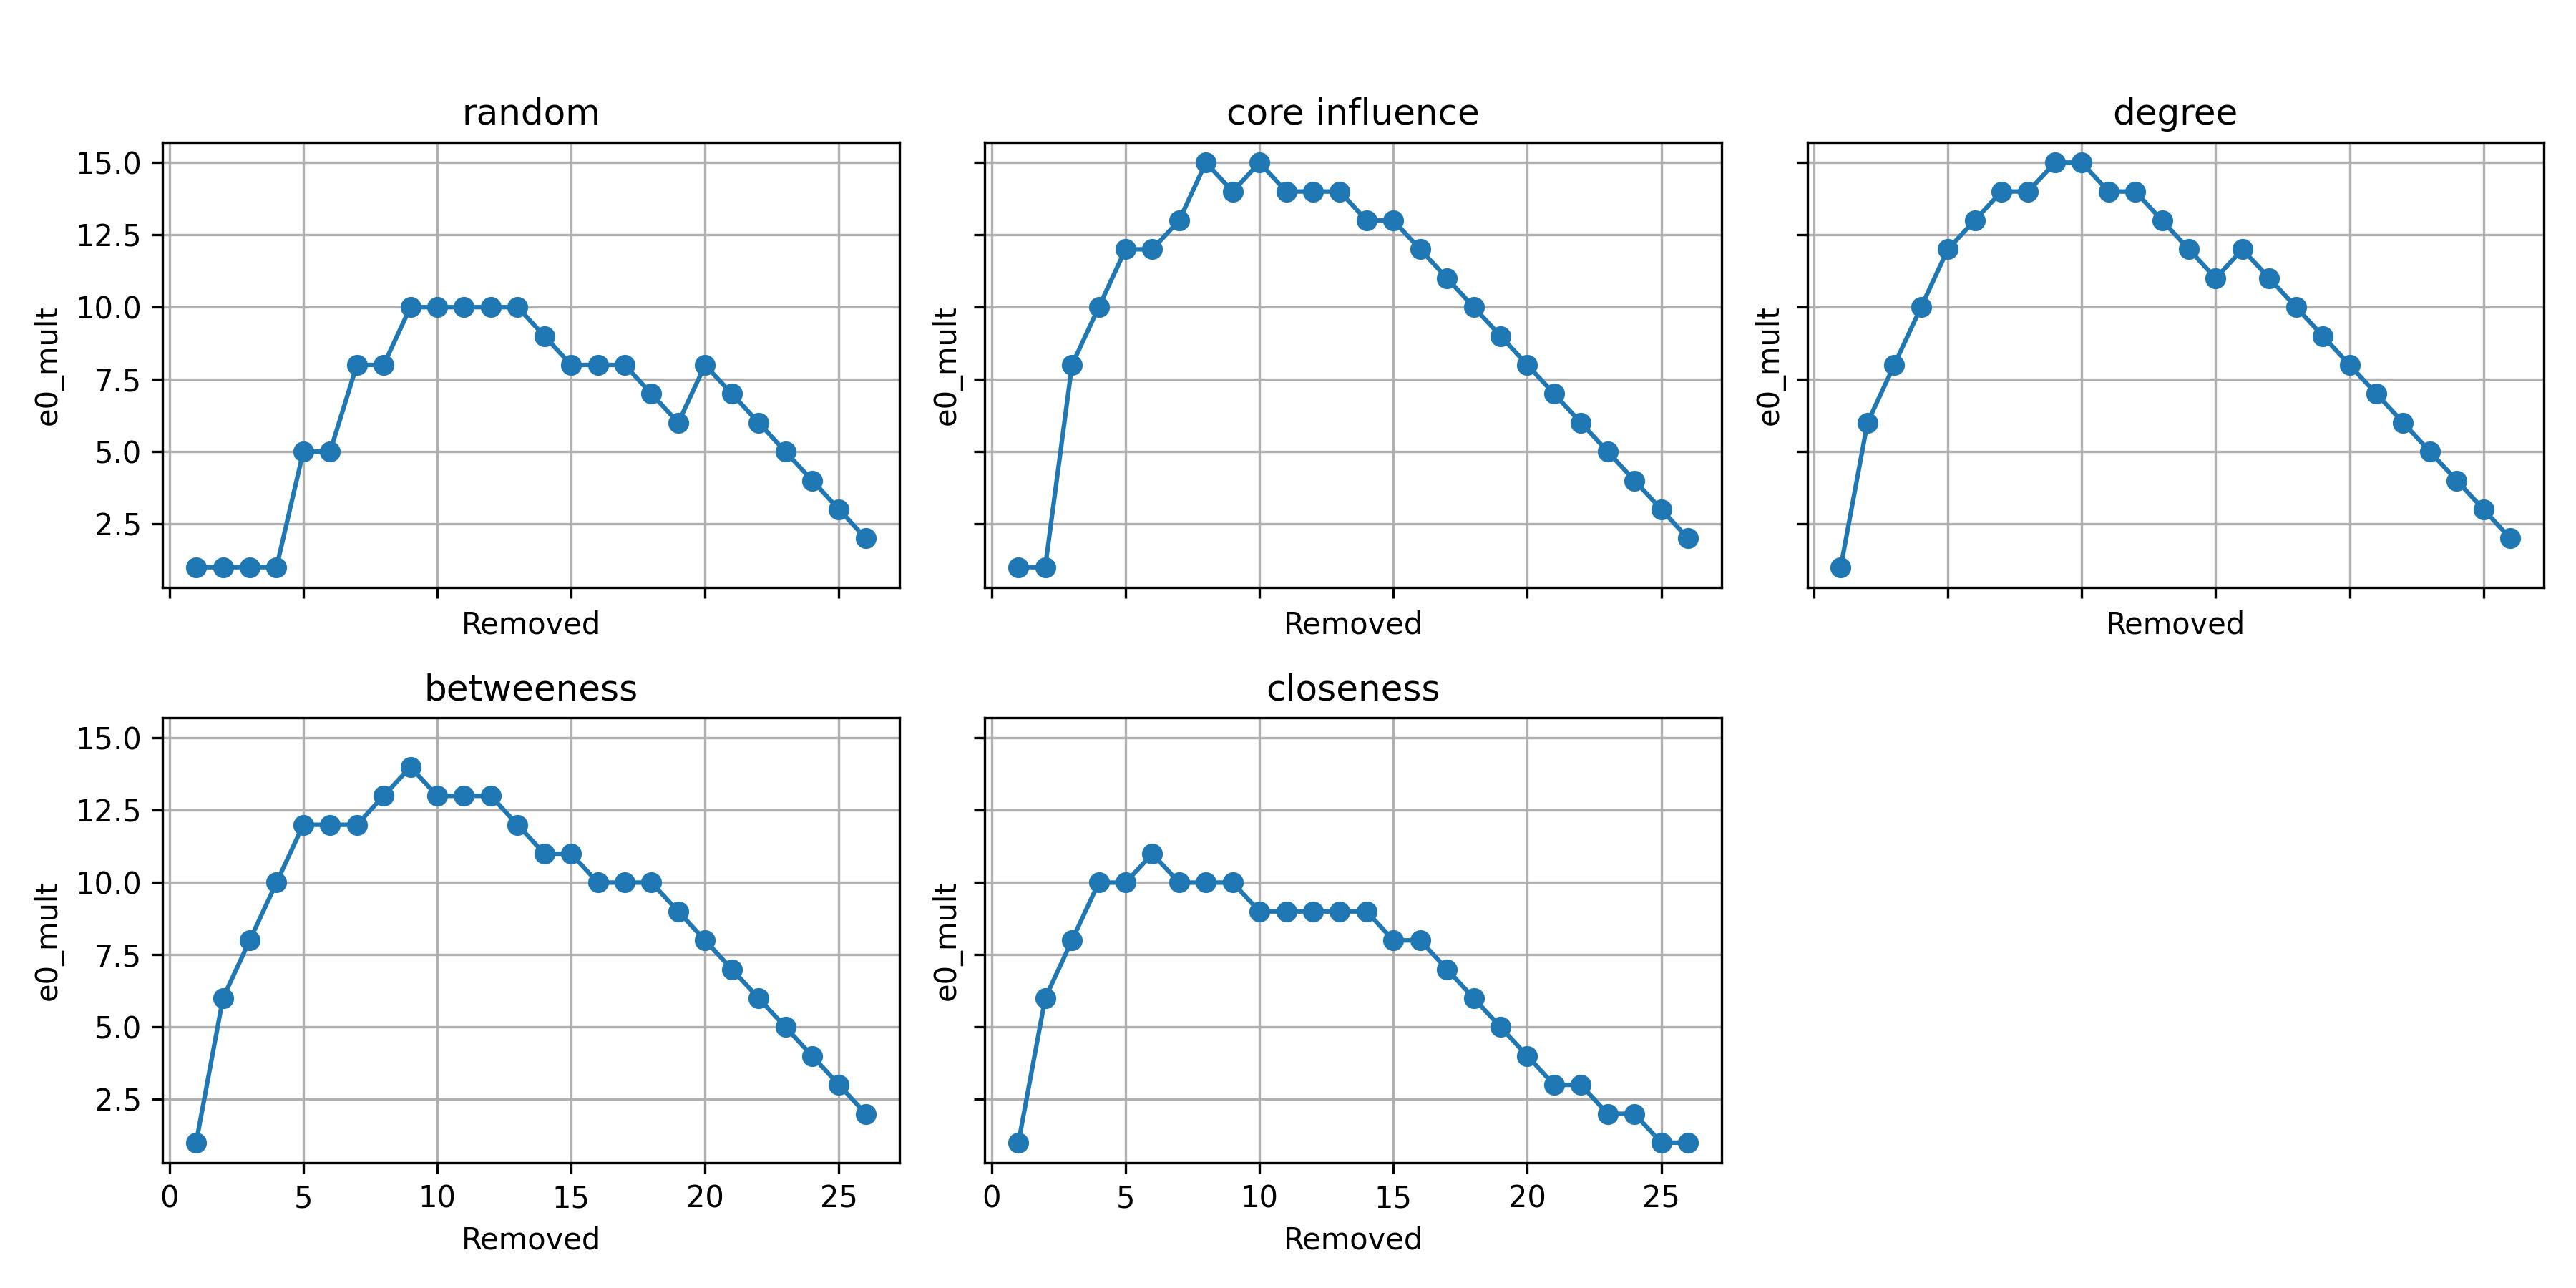 random
core influence
degree
15.0
12.5
10.0
7.5
5.0
2.5
e0_mult
e0_mult
e0_mult
Removed
Removed
Removed
betweeness
closeness
15.0
12.5
10.0
7.5
5.0
2.5
e0_mult
e0_mult
0 5 10 15 20 25
0 5 10 15 20 25
Removed
Removed